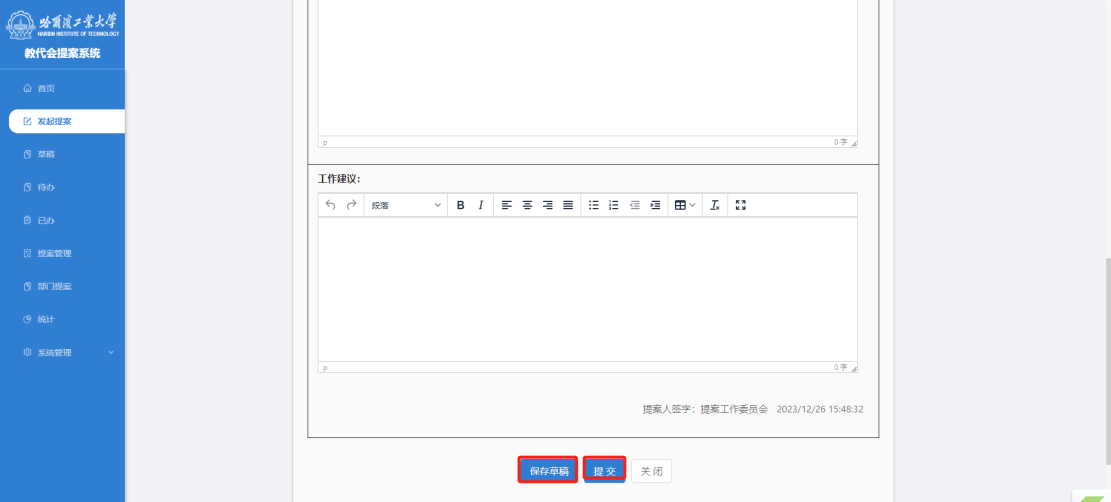 哈爾濱工業大學
HARBIN INSTITUTE OF TECHNOLOGY
教代会提案系统
首页
发起提案
草稿
待办
已办
提案管理
部门提案
统计
系统管理
p
0 字
工作建议：
段落
B I
p
0 字
提案人签字：提案工作委员会 2023/12/26 15:48:32
保存草稿 提 交 关 闭